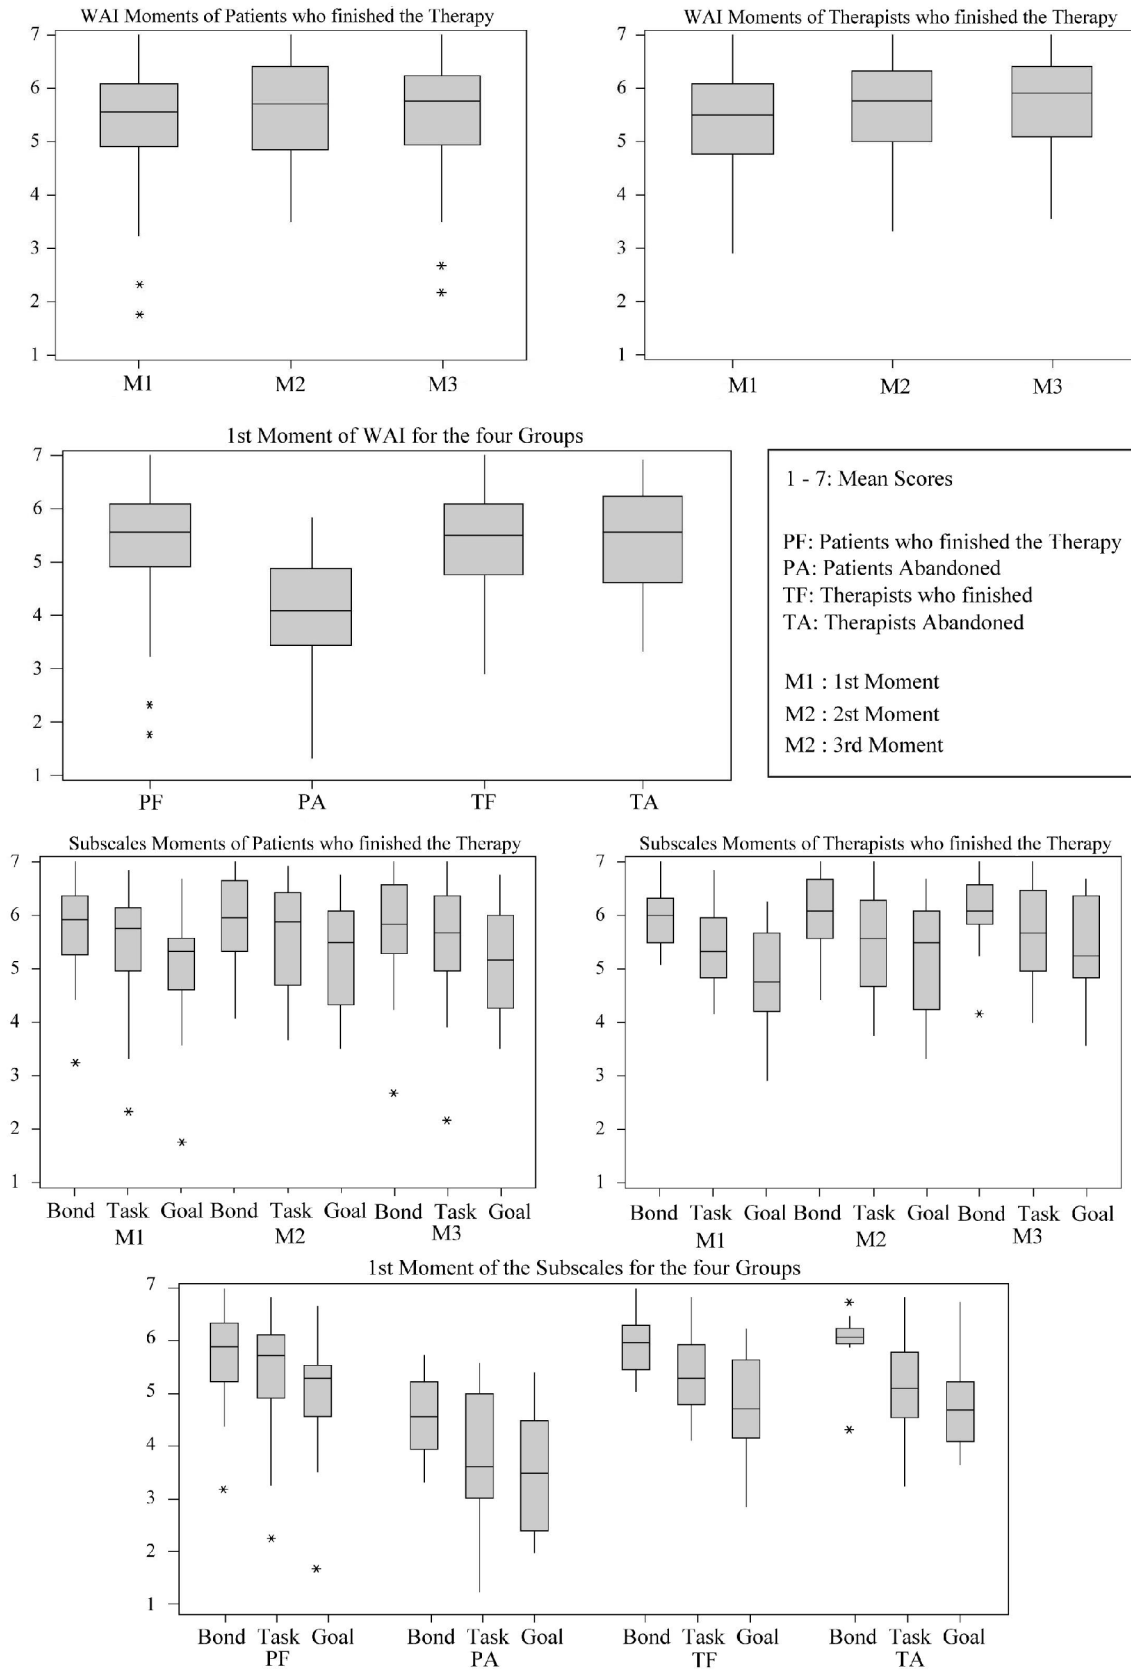 WAI Moments of Patients who finished the Therapy
7
6
5
4
3
2
1
M1 M2 M3
WAI Moments of Therapists who finished the Therapy
7
6
5
4
3
2
1
M1 M2 M3
1st Moment of WAI for the four Groups
7
6
5
4
3
2
1
PF PA TF TA
1 - 7: Mean Scores
PF: Patients who finished the Therapy
PA: Patients Abandoned
TF: Therapists who finished
TA: Therapists Abandoned
M1 : 1st Moment
M2 : 2st Moment
M2 : 3rd Moment
Subscales Moments of Patients who finished the Therapy
7
6
5
4
3
2
1
Bond Task Goal Bond Task Goal Bond Task Goal
M1 M2 M3
Subscales Moments of Therapists who finished the Therapy
7
6
5
4
3
2
1
Bond Task Goal Bond Task Goal Bond Task Goal
M1 M2 M3
1st Moment of the Subscales for the four Groups
7
6
5
4
3
2
1
Bond Task Goal Bond Task Goal Bond Task Goal Bond Task Goal
PF PA TF TA